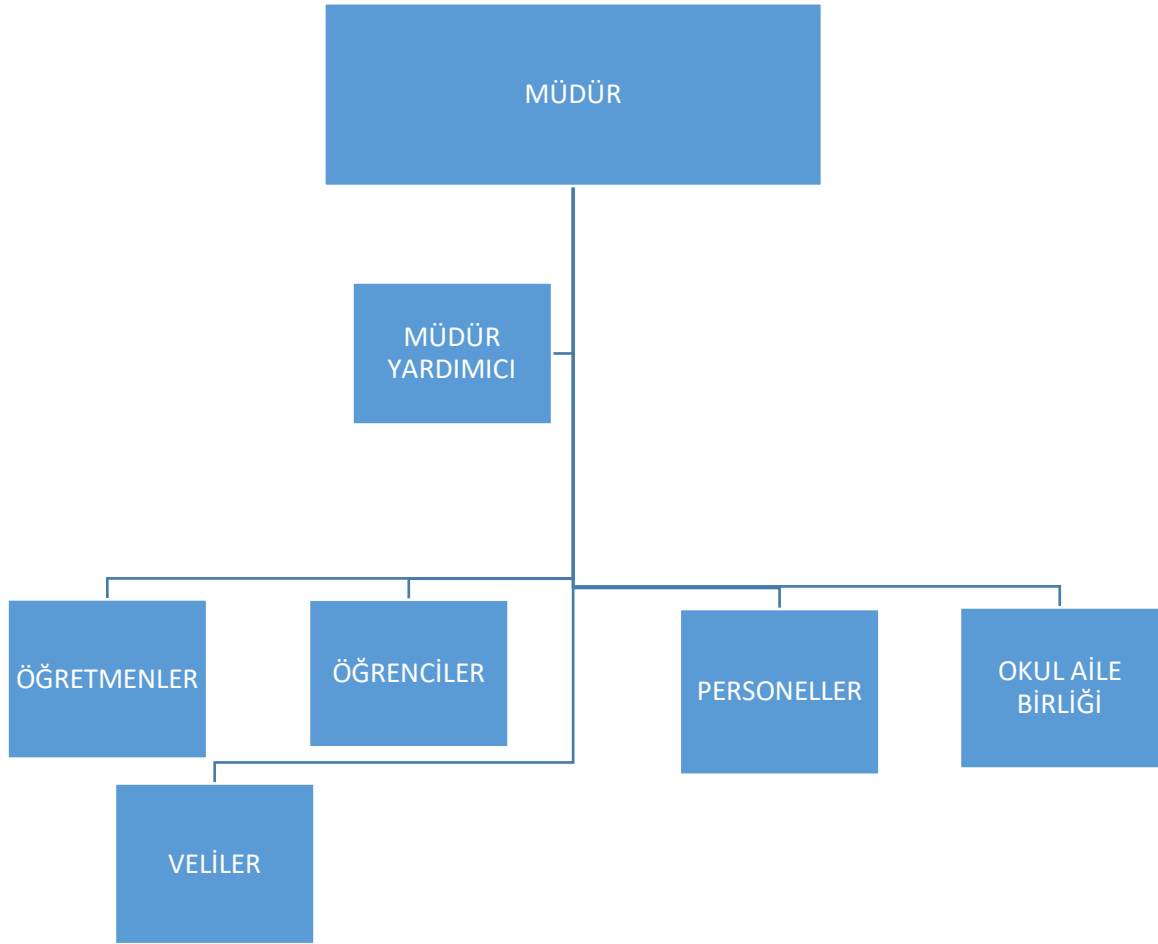 MÜDÜR
MÜDÜR
YARDIMICI
ÖĞRETMENLER
ÖĞRENCİLER
PERSONELLER
OKUL AİLE
BİRLİĞİ
VELİLER